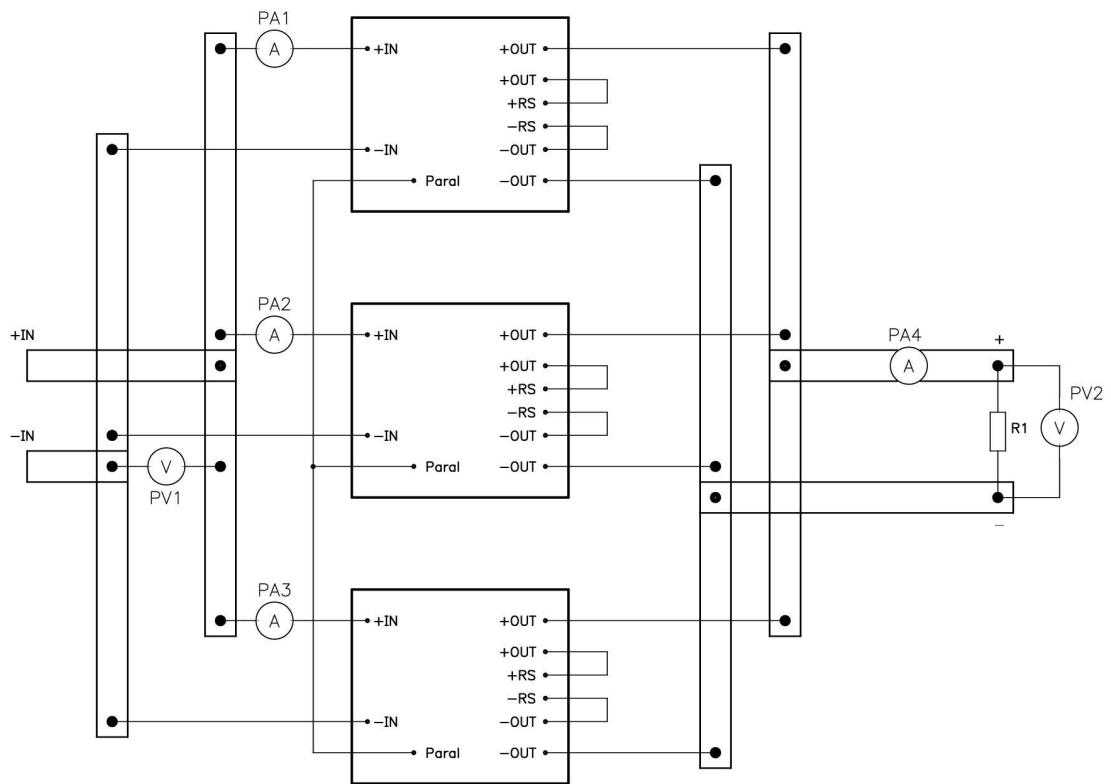 PA1
A
+IN
+OUT
+OUT
+RS
−RS
−IN
−OUT
Paral
−OUT
PA2
A
+IN
+IN
+OUT
+OUT
+RS
−RS
−IN
−IN
−OUT
V
PV1
Paral
−OUT
PA4
A
+
R1
V
PV2
−
PA3
A
+IN
+OUT
+OUT
+RS
−RS
−IN
−OUT
Paral
−OUT